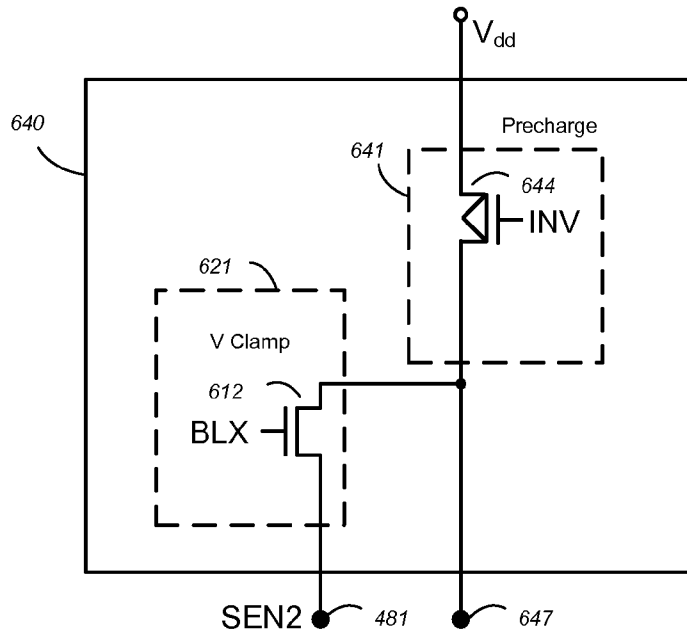 Vdd
640
Precharge
641
644
INV
621
V Clamp
612
BLX
SEN2
481
647